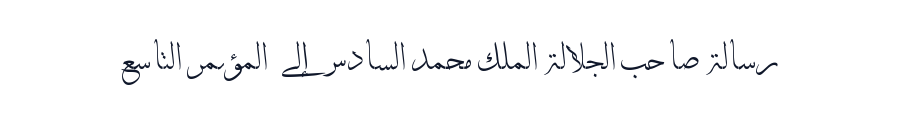 رسالة صاحب الجلالة الملك محمد السادس إلى المؤتمر التاسع